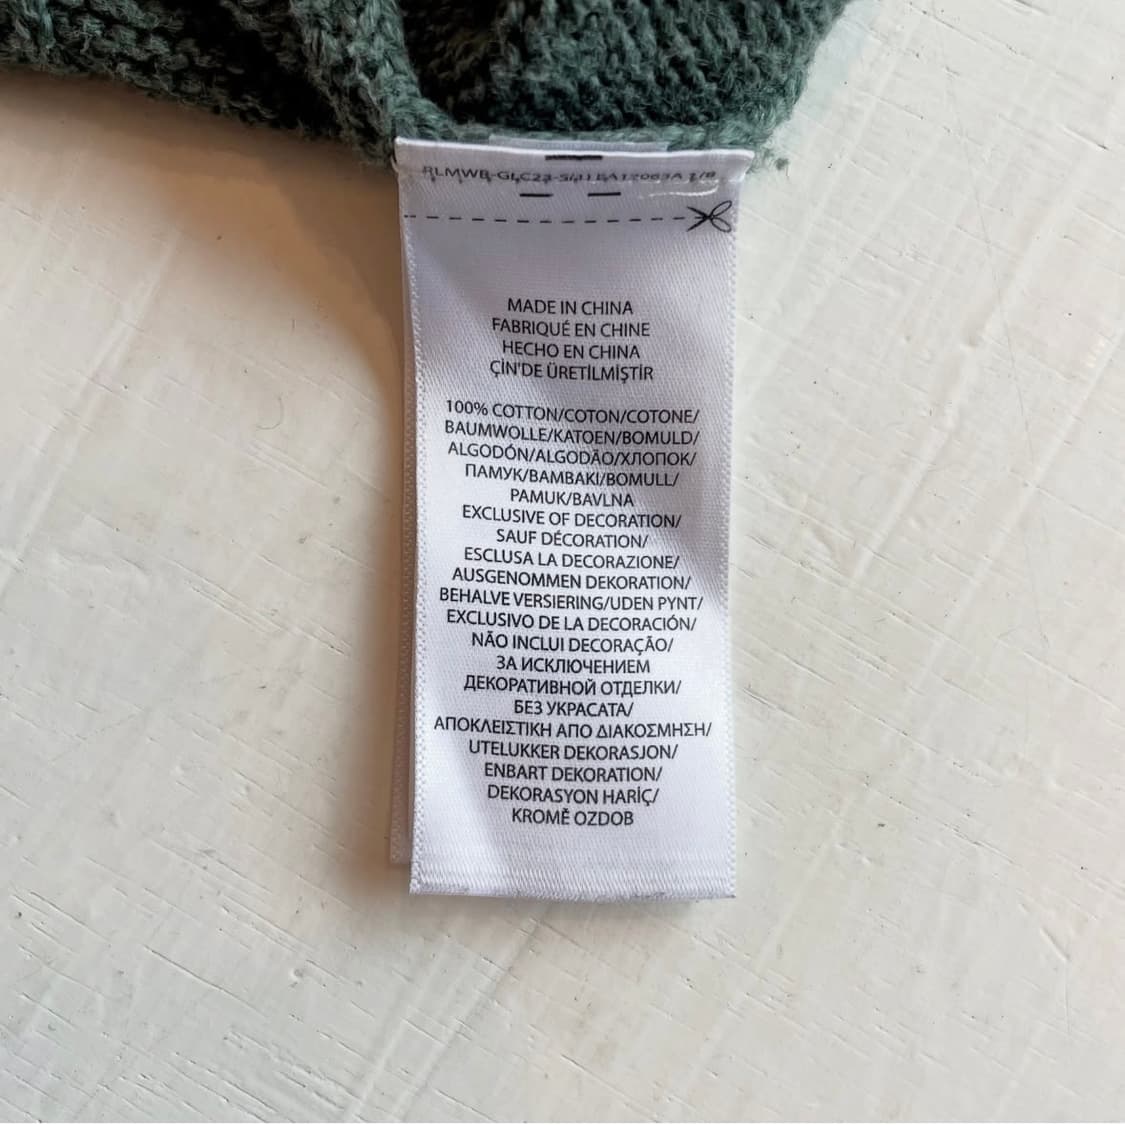 MADE IN CHINA
FABRIQUÉ EN CHINE
HECHO EN CHINA
ÇİN'DE ÜRETİLMİŞTİR
100% COTTON/COTON/COTONE/
BAUMWOLLE/KATOEN/BOMULD/
ALGODÓN/ALGODÃO/ХЛОПОК/
ПАМУК/ΒΑΜΒΑΚΙ/BOMULL/
PAMUK/BAVLNA
EXCLUSIVE OF DECORATION/
SAUF DÉCORATION/
ESCLUSA LA DECORAZIONE/
AUSGENOMMEN DEKORATION/
BEHALVE VERSIERING/UDEN PYNT/
EXCLUSIVO DE LA DECORACIÓN/
NÃO INCLUI DECORAÇÃO/
ЗА ИСКЛЮЧЕНИЕМ
ДЕКОРАТИВНОЙ ОТДЕЛКИ/
БЕЗ УКРАСАТА/
ΑΠΟΚΛΕΙΣΤΙΚΗ ΑΠΟ ΔΙΑΚΟΣΜΗΣΗ/
UTELUKKER DEKORASJON/
ENBART DEKORATION/
DEKORASYON HARİÇ/
KROMĚ OZDOB